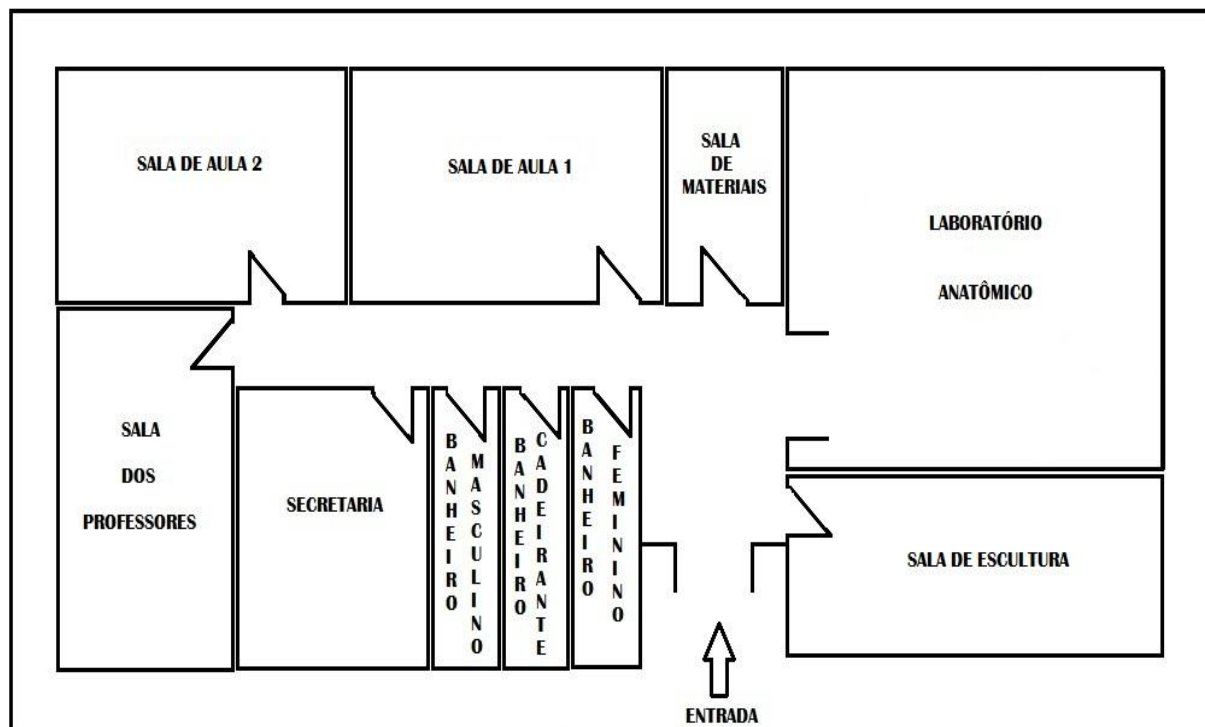 SALA DE AULA 2
SALA DE AULA 1
SALA
DE
MATERIAIS
LABORATÓRIO
ANATÔMICO
SALA
DOS
PROFESSORES
SECRETARIA
BANHEIRO
MASCULINO
BANHEIRO
CADEIRANTE
BANHEIRO
FEMININO
SALA DE ESCULTURA
ENTRADA